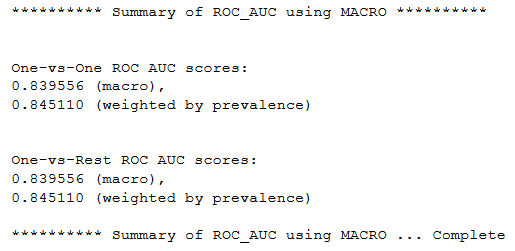 ********** Summary of ROC_AUC using MACRO **********
One-vs-One ROC AUC scores:
0.839556 (macro),
0.845110 (weighted by prevalence)
One-vs-Rest ROC AUC scores:
0.839556 (macro),
0.845110 (weighted by prevalence)
********** Summary of ROC_AUC using MACRO ... Complete